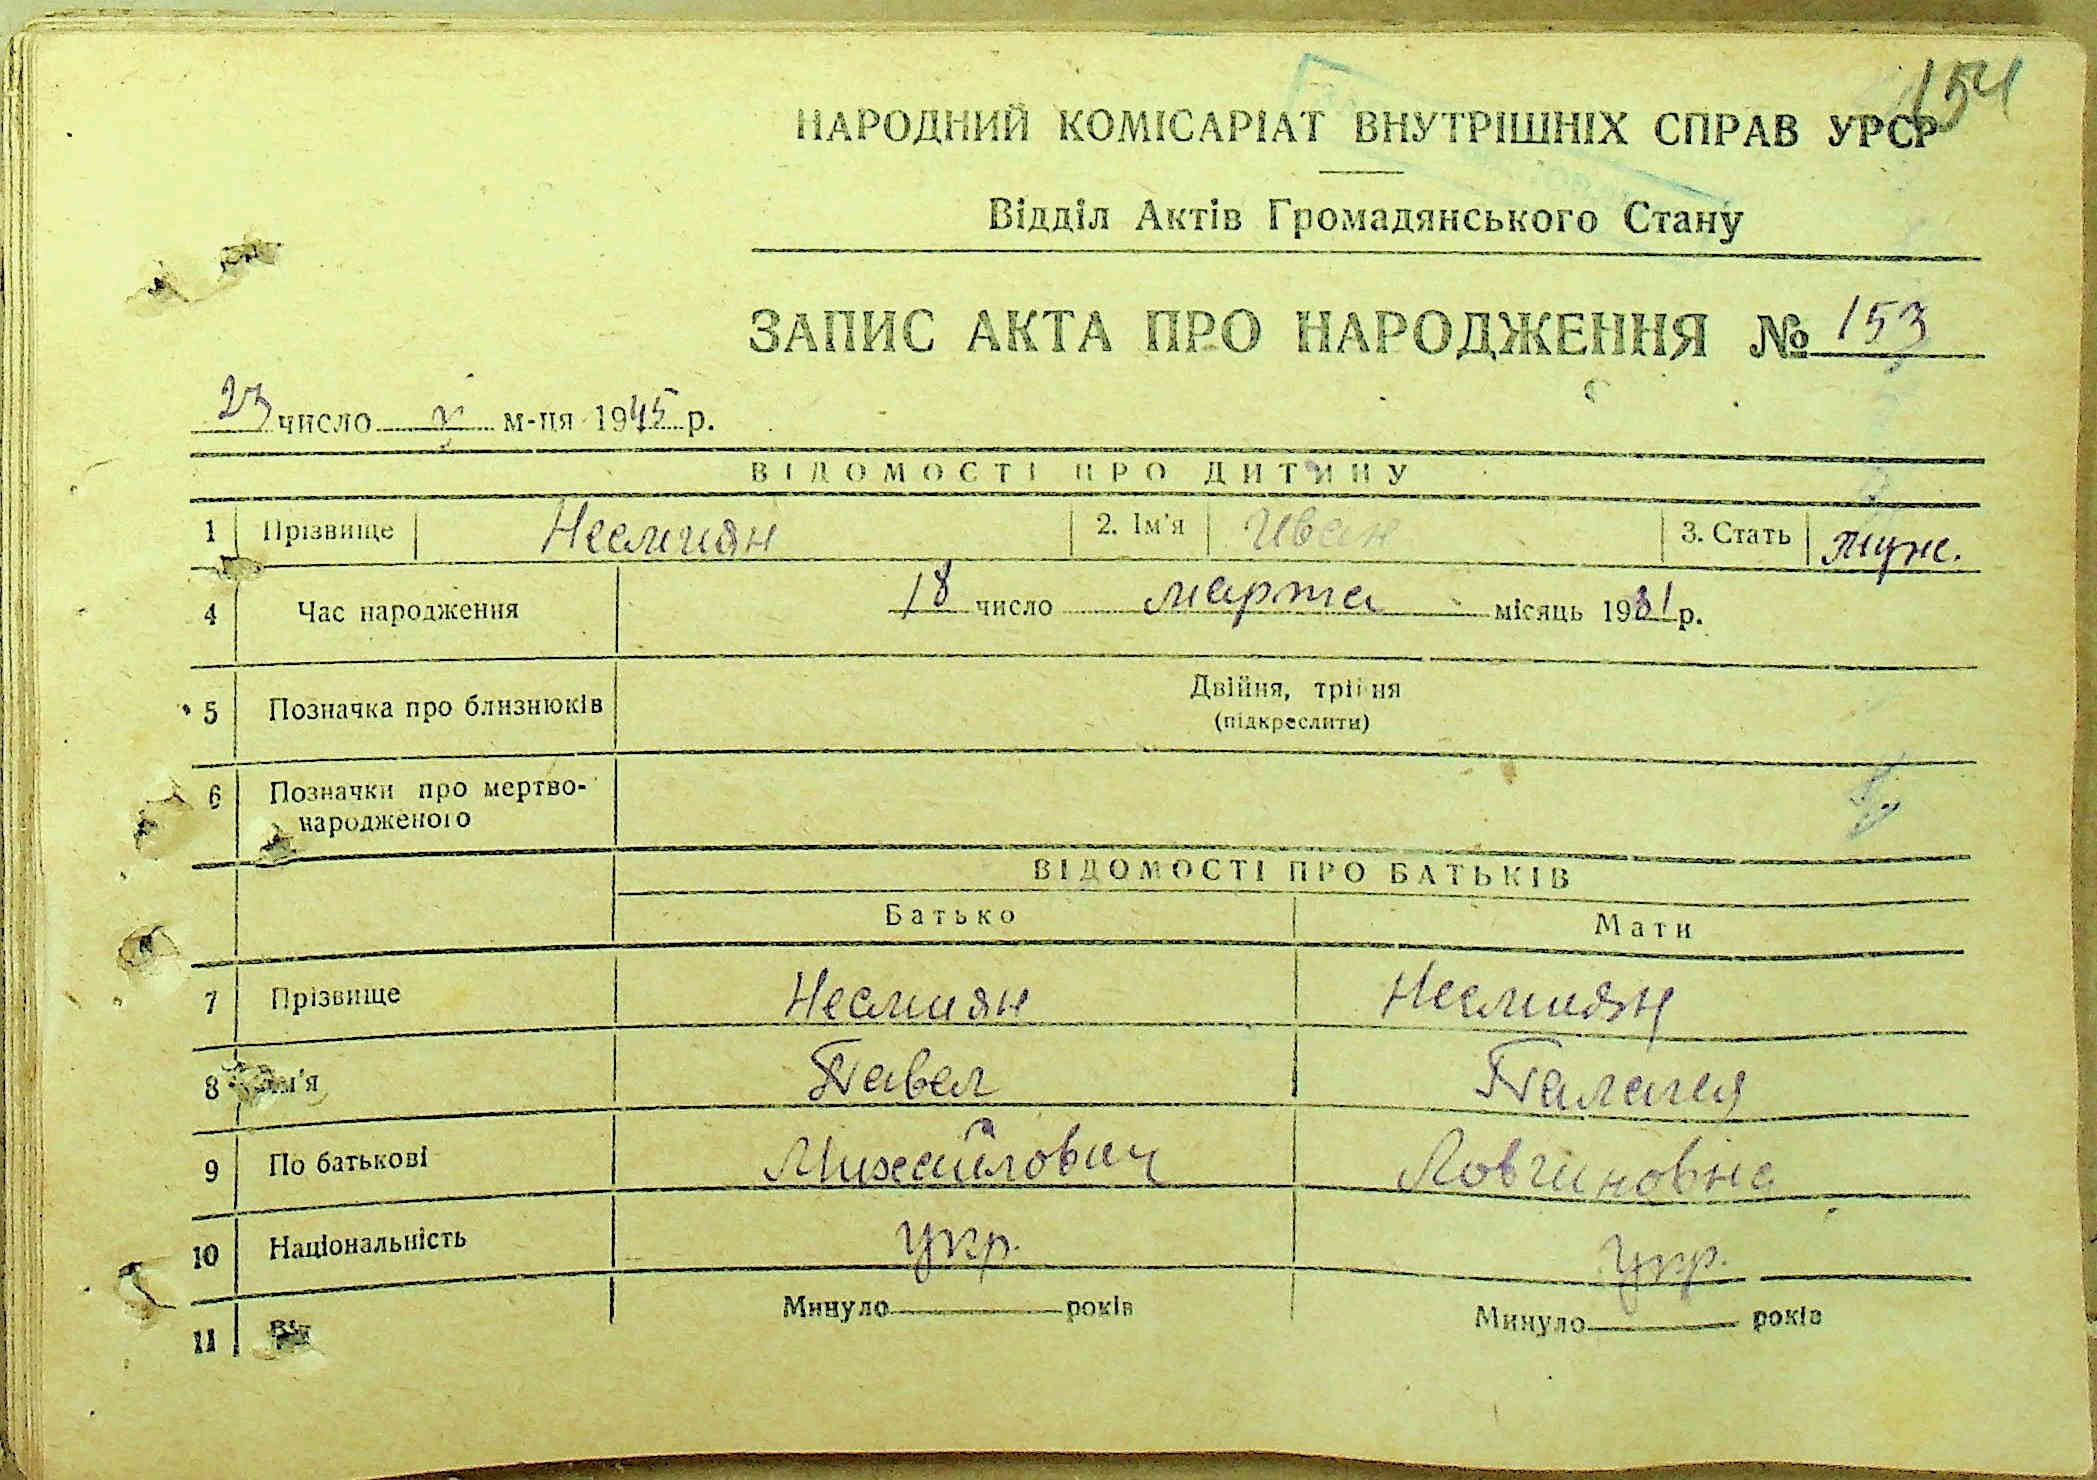 154
НАРОДНИЙ КОМІСАРІАТ ВНУТРІШНІХ СПРАВ УРСР
Відділ Актів Громадянського Стану
ЗАПИС АКТА ПРО НАРОДЖЕННЯ № 153
23 число X м-ця 1945 р.
ВІДОМОСТІ ПРО ДИТИНУ
1 Прізвище Несмиян 2. Ім'я Иван 3. Стать муж.
4 Час народження 18 число марта місяць 1931 р.
5 Позначка про близнюків Двійня, трійня
(підкреслити)
6 Позначки про мертво-
народженого
ВІДОМОСТІ ПРО БАТЬКІВ
Батько Мати
7 Прізвище Несмиян Несмиян
8 Ім'я Павел Палагея
9 По батькові Михайлович
10 Національність укр. укр.
11 Минуло років Минуло років